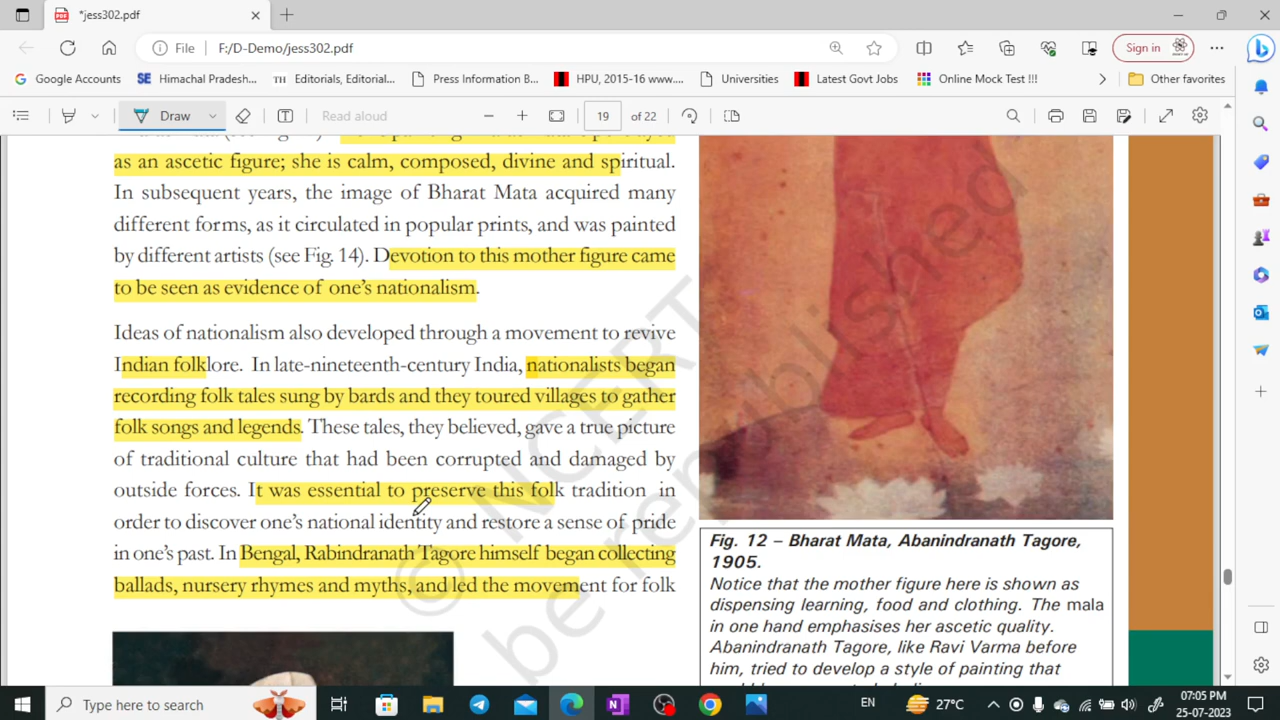 *jess302.pdf
File F:/D-Demo/jess302.pdf
Sign in
Google Accounts
SE Himachal Pradesh...
TH Editorials, Editorial...
Press Information B...
HPU, 2015-16 www....
Universities
Latest Govt Jobs
Online Mock Test !!!
Other favorites
Draw
Read aloud
19 of 22
as an ascetic figure; she is calm, composed, divine and spiritual.
In subsequent years, the image of Bharat Mata acquired many
different forms, as it circulated in popular prints, and was painted
by different artists (see Fig. 14). Devotion to this mother figure came
to be seen as evidence of one's nationalism.
Ideas of nationalism also developed through a movement to revive
Indian folklore. In late-nineteenth-century India, nationalists began
recording folk tales sung by bards and they toured villages to gather
folk songs and legends. These tales, they believed, gave a true picture
of traditional culture that had been corrupted and damaged by
outside forces. It was essential to preserve this folk tradition in
order to discover one's national identity and restore a sense of pride
in one's past. In Bengal, Rabindranath Tagore himself began collecting
ballads, nursery rhymes and myths, and led the movement for folk
© NCERT
be republished
Fig. 12 – Bharat Mata, Abanindranath Tagore,
1905.
Notice that the mother figure here is shown as
dispensing learning, food and clothing. The mala
in one hand emphasises her ascetic quality.
Abanindranath Tagore, like Ravi Varma before
him, tried to develop a style of painting that
Type here to search
EN
27°C
07:05 PM
25-07-2023